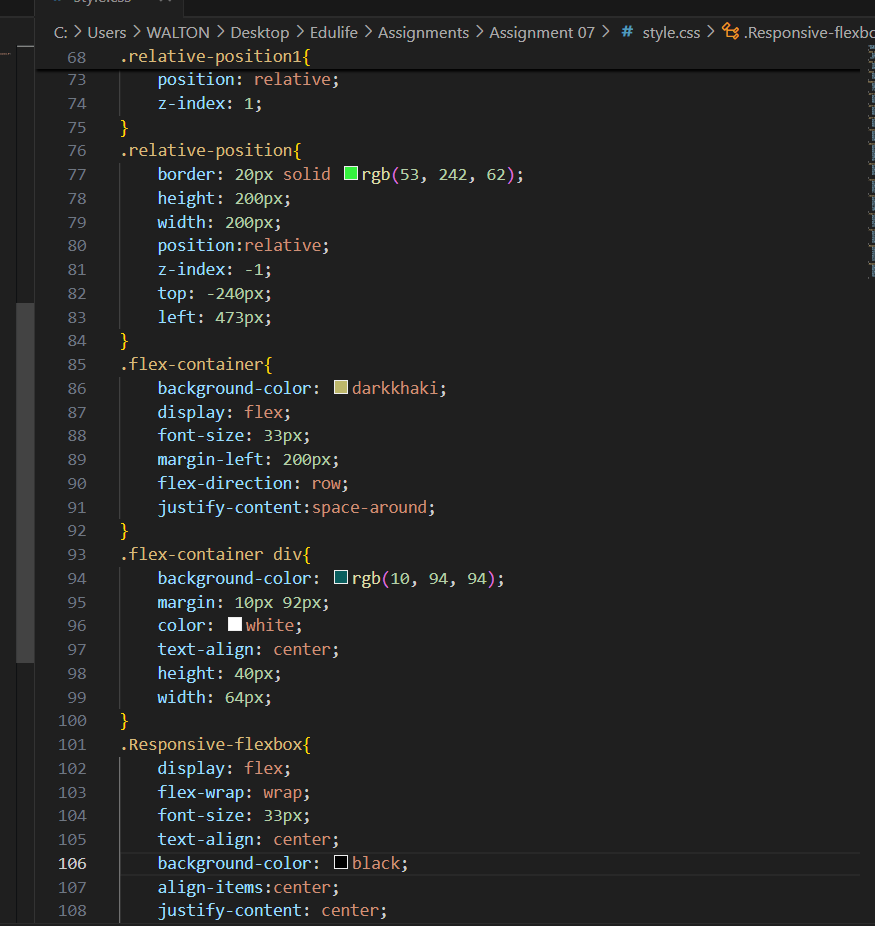 style.css
C: > Users > WALTON > Desktop > Edulife > Assignments > Assignment 07 > # style.css > .Responsive-flexbo
68 .relative-position1{
73 position: relative;
74 z-index: 1;
75 }
76 .relative-position{
77 border: 20px solid rgb(53, 242, 62);
78 height: 200px;
79 width: 200px;
80 position:relative;
81 z-index: -1;
82 top: -240px;
83 left: 473px;
84 }
85 .flex-container{
86 background-color: darkkhaki;
87 display: flex;
88 font-size: 33px;
89 margin-left: 200px;
90 flex-direction: row;
91 justify-content:space-around;
92 }
93 .flex-container div{
94 background-color: rgb(10, 94, 94);
95 margin: 10px 92px;
96 color: white;
97 text-align: center;
98 height: 40px;
99 width: 64px;
100 }
101 .Responsive-flexbox{
102 display: flex;
103 flex-wrap: wrap;
104 font-size: 33px;
105 text-align: center;
106 background-color: black;
107 align-items:center;
108 justify-content: center;